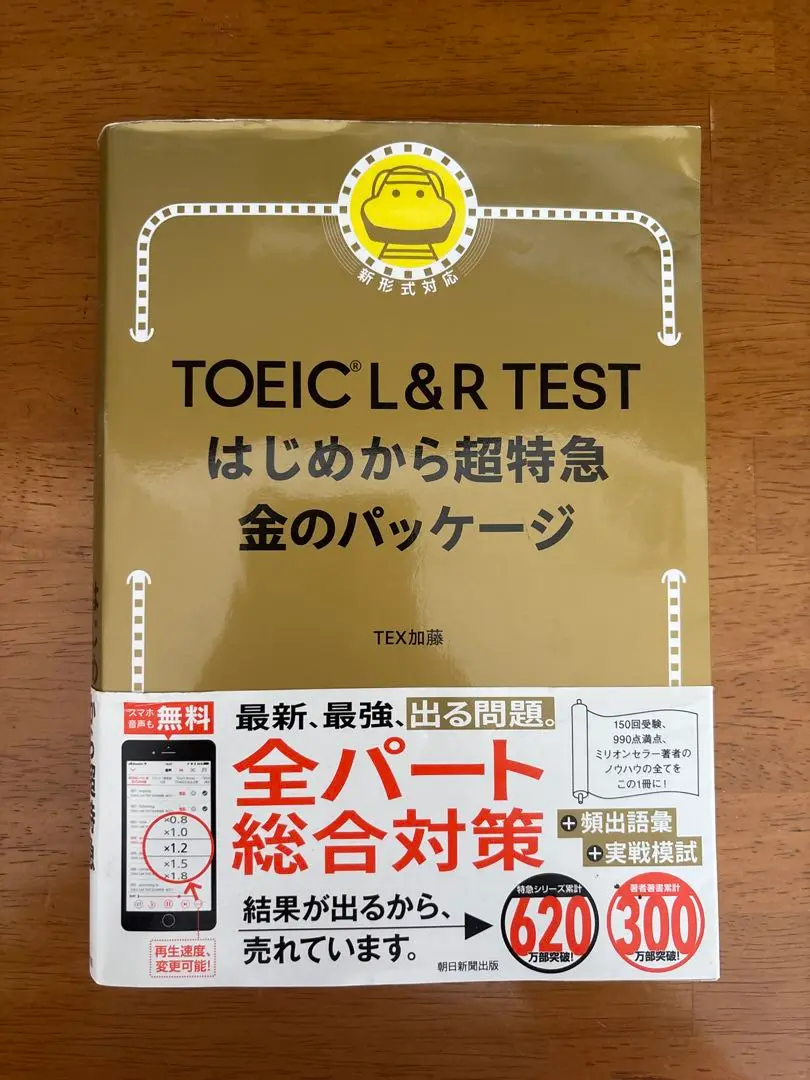 新形式対応
TOEIC® L&R TEST
はじめから超特急
金のパッケージ
TEX加藤
スマホ
音声も
無料
最新、最強、出る問題。
全パート
総合対策
+頻出語彙
+実戦模試
150回受験、
990点満点、
ミリオンセラー著者の
ノウハウの全てを
この1冊に!
×0.8
×1.0
×1.2
×1.5
×1.8
再生速度、
変更可能!
結果が出るから、
売れています。
特急シリーズ累計
620
万部突破!
著者著書累計
300
万部突破!
朝日新聞出版